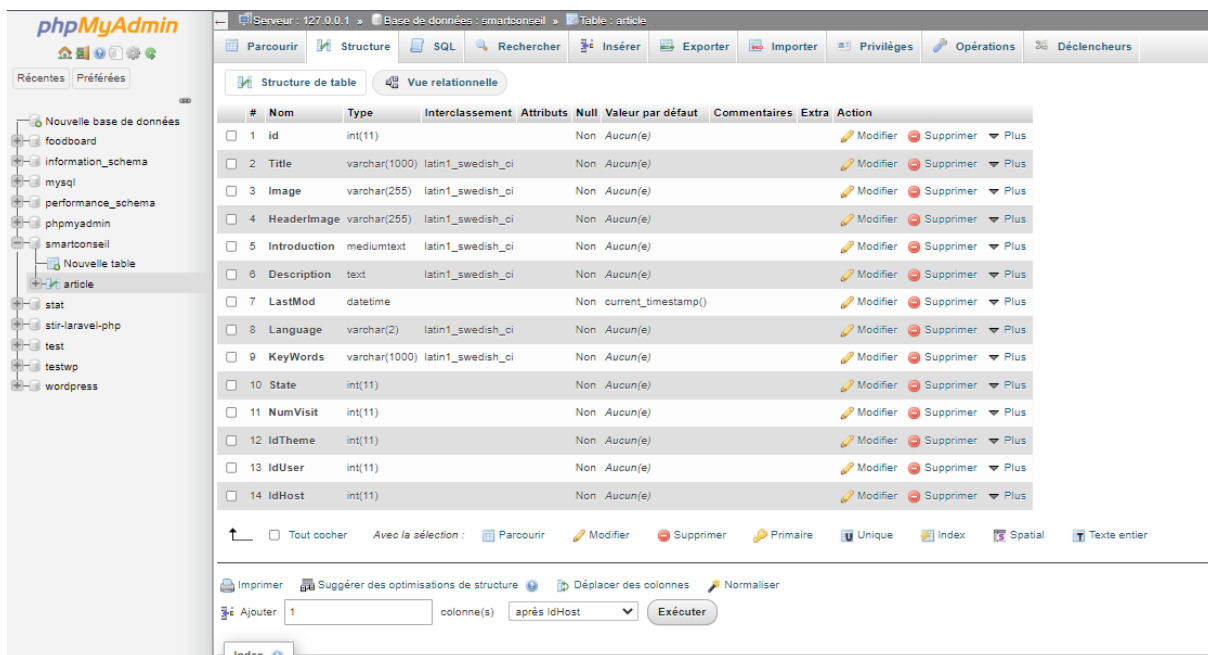 phpMyAdmin
Récentes Préférées
Nouvelle base de données
foodboard
information_schema
mysql
performance_schema
phpmyadmin
smartconseil
Nouvelle table
article
stat
stir-laravel-php
test
testwp
wordpress
Serveur : 127.0.0.1 » Base de données : smartconseil » Table : article
Parcourir Structure SQL Rechercher Insérer Exporter Importer Privilèges Opérations Déclencheurs
Structure de table Vue relationnelle
# Nom Type Interclassement Attributs Null Valeur par défaut Commentaires Extra Action
1 id int(11) Non Aucun(e) Modifier Supprimer Plus
2 Title varchar(1000) latin1_swedish_ci Non Aucun(e) Modifier Supprimer Plus
3 Image varchar(255) latin1_swedish_ci Non Aucun(e) Modifier Supprimer Plus
4 HeaderImage varchar(255) latin1_swedish_ci Non Aucun(e) Modifier Supprimer Plus
5 Introduction mediumtext latin1_swedish_ci Non Aucun(e) Modifier Supprimer Plus
6 Description text latin1_swedish_ci Non Aucun(e) Modifier Supprimer Plus
7 LastMod datetime Non current_timestamp() Modifier Supprimer Plus
8 Language varchar(2) latin1_swedish_ci Non Aucun(e) Modifier Supprimer Plus
9 KeyWords varchar(1000) latin1_swedish_ci Non Aucun(e) Modifier Supprimer Plus
10 State int(11) Non Aucun(e) Modifier Supprimer Plus
11 NumVisit int(11) Non Aucun(e) Modifier Supprimer Plus
12 IdTheme int(11) Non Aucun(e) Modifier Supprimer Plus
13 IdUser int(11) Non Aucun(e) Modifier Supprimer Plus
14 IdHost int(11) Non Aucun(e) Modifier Supprimer Plus
Tout cocher Avec la sélection : Parcourir Modifier Supprimer Primaire Unique Index Spatial Texte entier
Imprimer Suggérer des optimisations de structure Déplacer des colonnes Normaliser
Ajouter 1 colonne(s) après IdHost Exécuter
Index